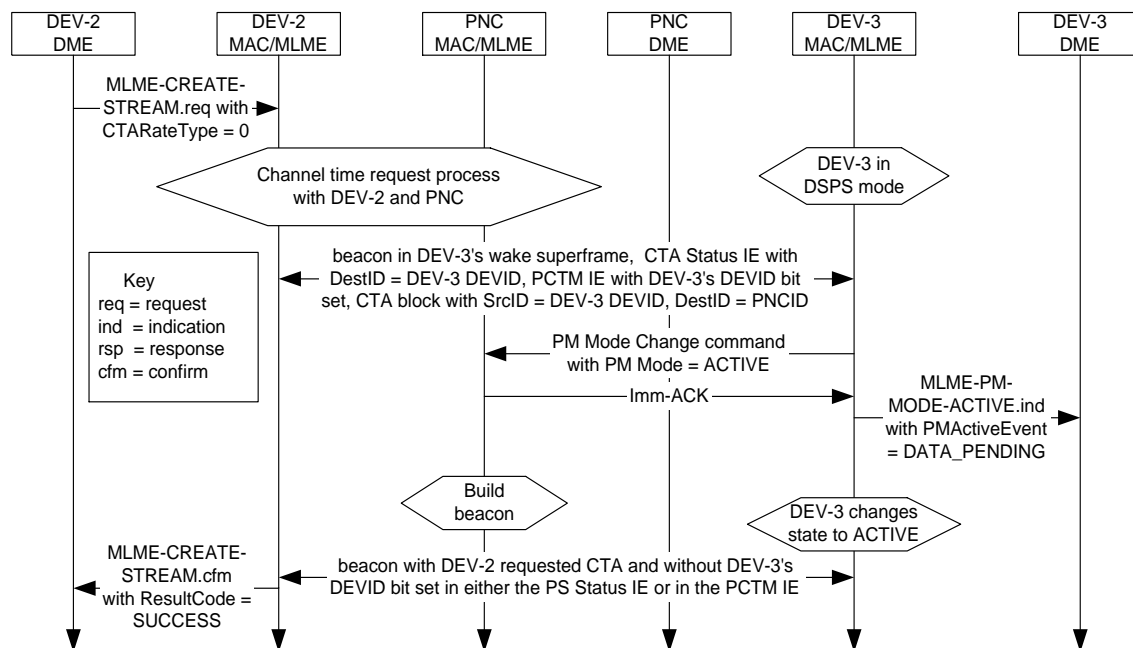 DEV-2
DME
DEV-2
MAC/MLME
PNC
MAC/MLME
PNC
DME
DEV-3
MAC/MLME
DEV-3
DME
MLME-CREATE-
STREAM.req with
CTARateType = 0
Channel time request process
with DEV-2 and PNC
DEV-3 in
DSPS mode
beacon in DEV-3's wake superframe, CTA Status IE with
DestID = DEV-3 DEVID, PCTM IE with DEV-3's DEVID bit
set, CTA block with SrcID = DEV-3 DEVID, DestID = PNCID
Key
req = request
ind = indication
rsp = response
cfm = confirm
PM Mode Change command
with PM Mode = ACTIVE
Imm-ACK
MLME-PM-
MODE-ACTIVE.ind
with PMActiveEvent
= DATA_PENDING
Build
beacon
DEV-3 changes
state to ACTIVE
MLME-CREATE-
STREAM.cfm
with ResultCode =
SUCCESS
beacon with DEV-2 requested CTA and without DEV-3's
DEVID bit set in either the PS Status IE or in the PCTM IE